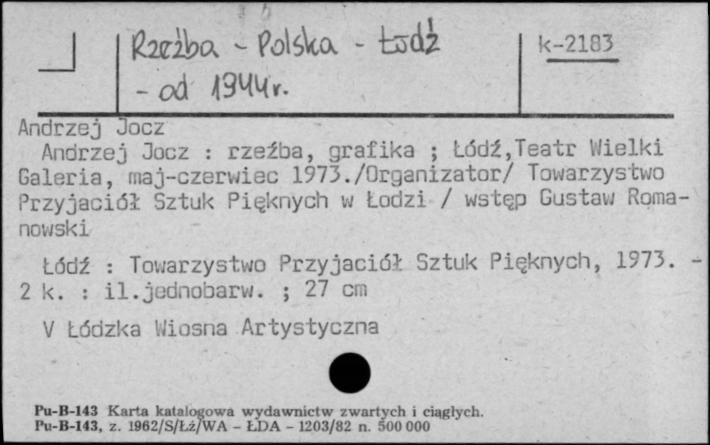 Rzeźba - Polska - Łódź
- od 1944r.
k-2183
Andrzej Jocz
Andrzej Jocz : rzeźba, grafika ; Łódź,Teatr Wielki
Galeria, maj-czerwiec 1973./Organizator/ Towarzystwo
Przyjaciół Sztuk Pięknych w Łodzi / wstęp Gustaw Roma-
nowski
Łódź : Towarzystwo Przyjaciół Sztuk Pięknych, 1973. -
2 k. : il.jednobarw. ; 27 cm
V Łódzka Wiosna Artystyczna
Pu-B-143 Karta katalogowa wydawnictw zwartych i ciągłych.
Pu-B-143, z. 1962/S/Łź/WA - ŁDA - 1203/82 n. 500 000